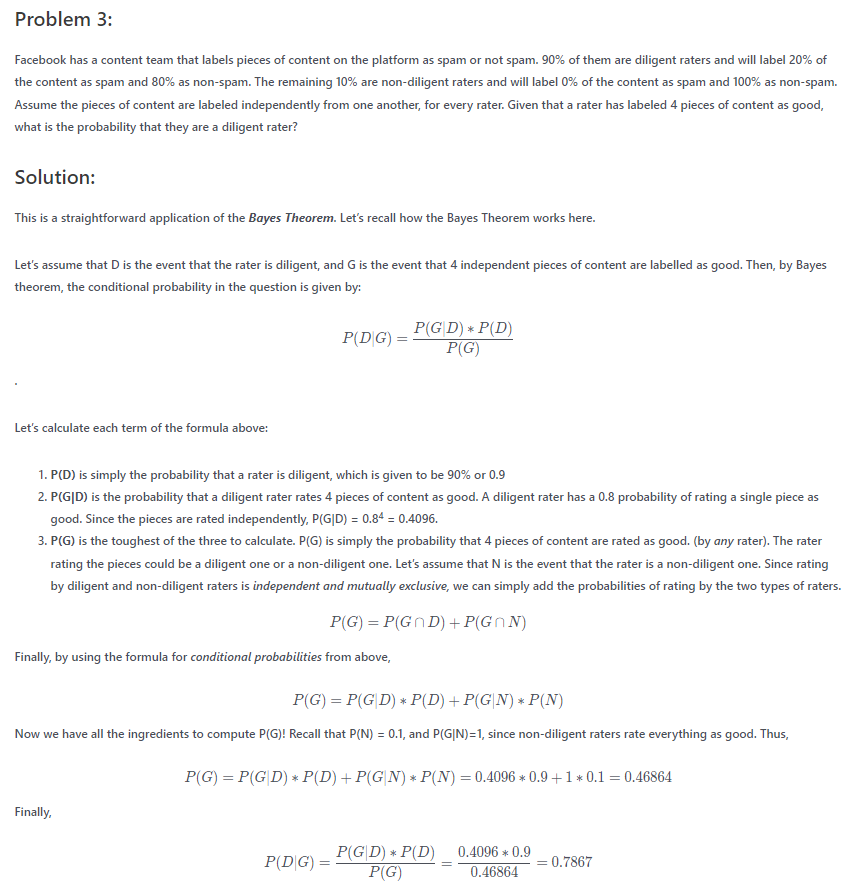 Problem 3:
Facebook has a content team that labels pieces of content on the platform as spam or not spam. 90% of them are diligent raters and will label 20% of
the content as spam and 80% as non-spam. The remaining 10% are non-diligent raters and will label 0% of the content as spam and 100% as non-spam.
Assume the pieces of content are labeled independently from one another, for every rater. Given that a rater has labeled 4 pieces of content as good,
what is the probability that they are a diligent rater?
Solution:
This is a straightforward application of the Bayes Theorem. Let's recall how the Bayes Theorem works here.
Let's assume that D is the event that the rater is diligent, and G is the event that 4 independent pieces of content are labelled as good. Then, by Bayes
theorem, the conditional probability in the question is given by:
P(D|G) = \frac{P(G|D) * P(D)}{P(G)}
.
Let's calculate each term of the formula above:
1. P(D) is simply the probability that a rater is diligent, which is given to be 90% or 0.9
2. P(G|D) is the probability that a diligent rater rates 4 pieces of content as good. A diligent rater has a 0.8 probability of rating a single piece as
good. Since the pieces are rated independently, P(G|D) = 0.8⁴ = 0.4096.
3. P(G) is the toughest of the three to calculate. P(G) is simply the probability that 4 pieces of content are rated as good. (by any rater). The rater
rating the pieces could be a diligent one or a non-diligent one. Let's assume that N is the event that the rater is a non-diligent one. Since rating
by diligent and non-diligent raters is independent and mutually exclusive, we can simply add the probabilities of rating by the two types of raters.
P(G) = P(G ∩ D) + P(G ∩ N)
Finally, by using the formula for conditional probabilities from above,
P(G) = P(G|D) * P(D) + P(G|N) * P(N)
Now we have all the ingredients to compute P(G)! Recall that P(N) = 0.1, and P(G|N)=1, since non-diligent raters rate everything as good. Thus,
P(G) = P(G|D) * P(D) + P(G|N) * P(N) = 0.4096 * 0.9 + 1 * 0.1 = 0.46864
Finally,
P(D|G) = \frac{P(G|D) * P(D)}{P(G)} = \frac{0.4096 * 0.9}{0.46864} = 0.7867